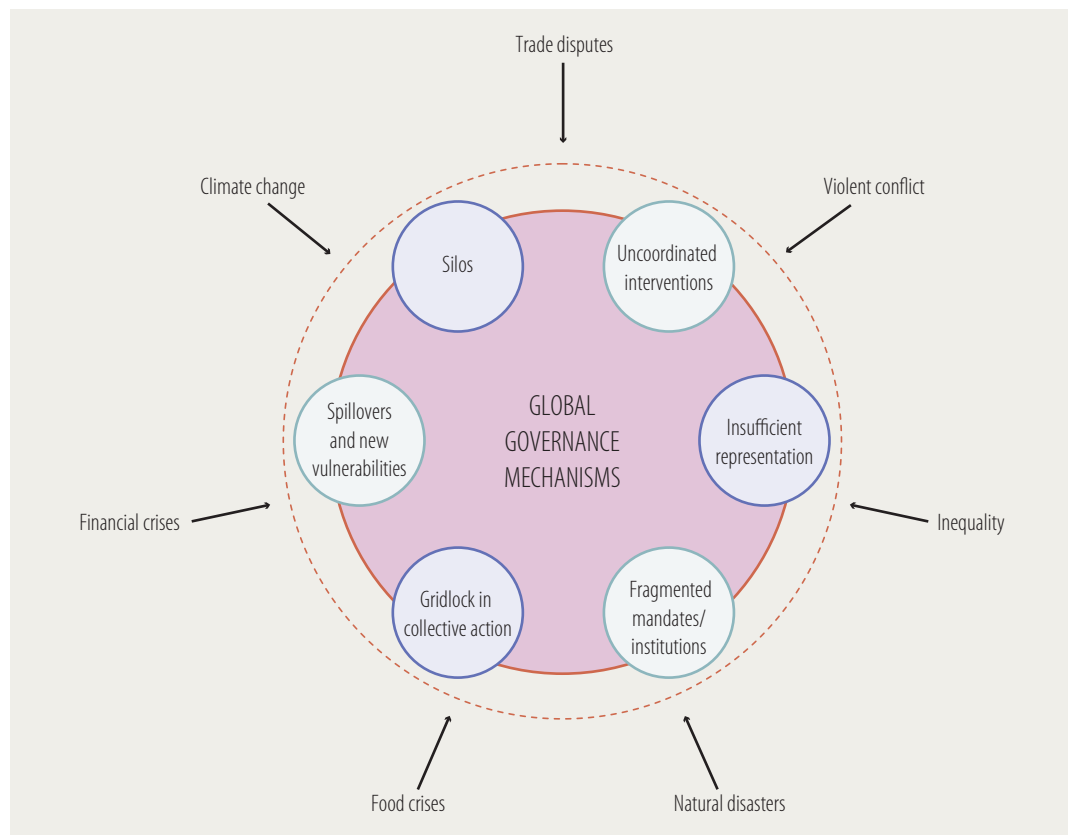 Trade disputes
Climate change
Violent conflict
Silos
Uncoordinated
interventions
Spillovers
and new
vulnerabilities
GLOBAL
GOVERNANCE
MECHANISMS
Insufficient
representation
Financial crises
Inequality
Gridlock in
collective action
Fragmented
mandates/
institutions
Food crises
Natural disasters